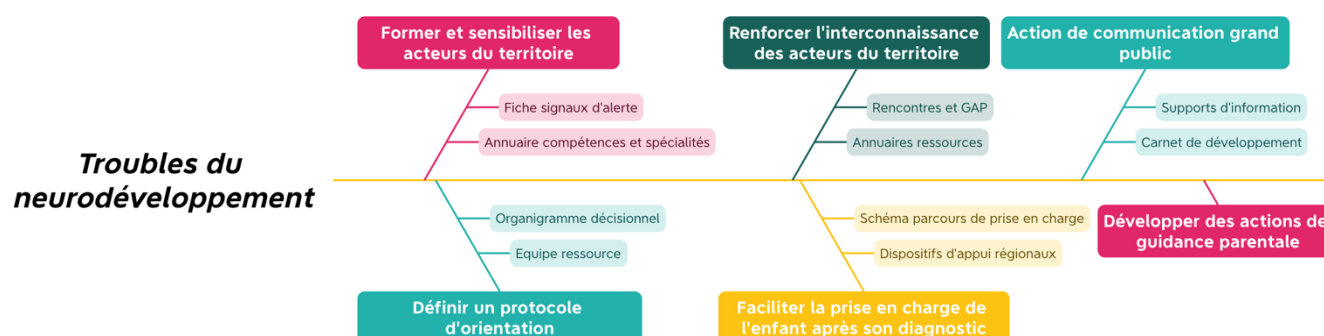 Troubles du
neurodéveloppement
Former et sensibiliser les
acteurs du territoire
Fiche signaux d'alerte
Annuaire compétences et spécialités
Renforcer l'interconnaissance
des acteurs du territoire
Rencontres et GAP
Annuaires ressources
Action de communication grand
public
Supports d'information
Carnet de développement
Organigramme décisionnel
Equipe ressource
Définir un protocole
d'orientation
Schéma parcours de prise en charge
Dispositifs d'appui régionaux
Faciliter la prise en charge de
l'enfant après son diagnostic
Développer des actions de
guidance parentale